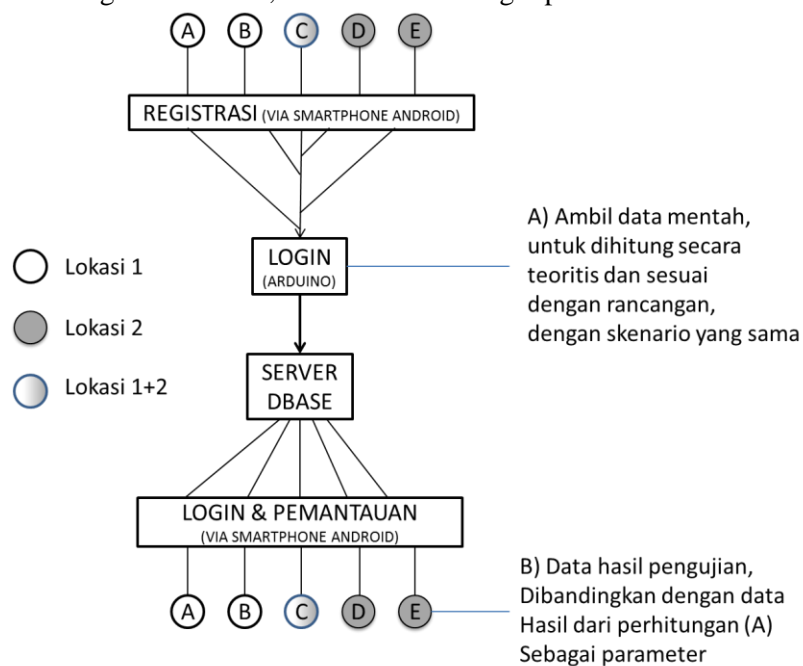 A B C D E
REGISTRASI (VIA SMARTPHONE ANDROID)
A) Ambil data mentah,
untuk dihitung secara
teoritis dan sesuai
dengan rancangan,
dengan skenario yang sama
LOGIN
(ARDUINO)
Lokasi 1
Lokasi 2
Lokasi 1+2
SERVER
DBASE
LOGIN & PEMANTAUAN
(VIA SMARTPHONE ANDROID)
A B C D E
B) Data hasil pengujian,
Dibandingkan dengan data
Hasil dari perhitungan (A)
Sebagai parameter